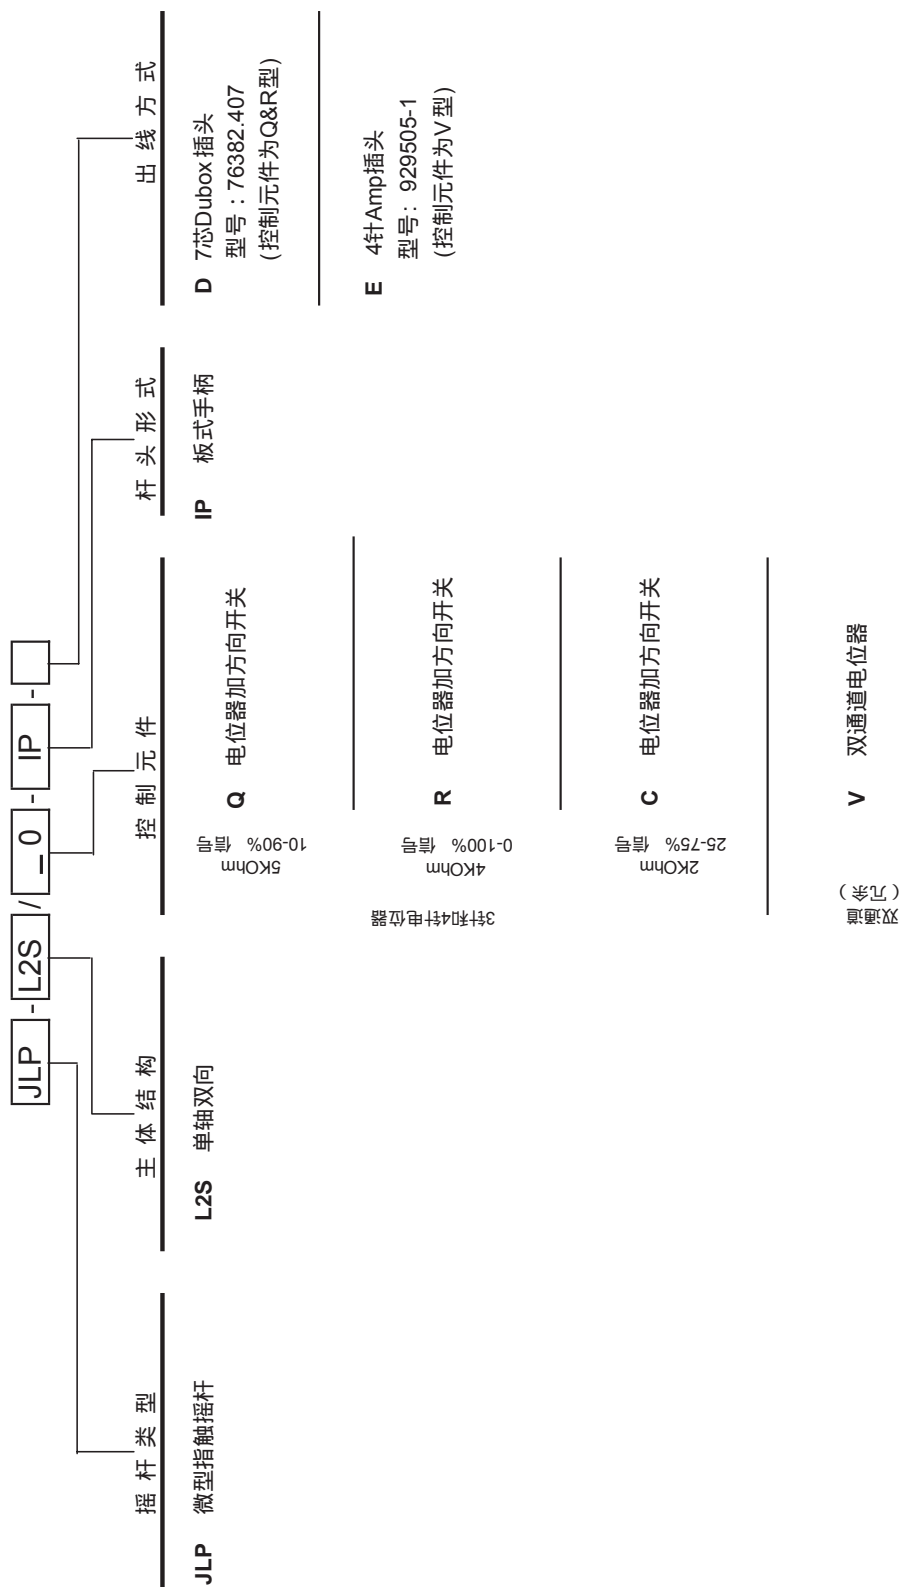 JLP - L2S / _0 - IP -
摇杆类型
JLP 微型指触摇杆
主体结构
L2S 单轴双向
控制元件
3针和4针电位器
5KOhm
10-90% 信号
Q 电位器加方向开关
4KOhm
0-100% 信号
R 电位器加方向开关
2KOhm
25-75% 信号
C 电位器加方向开关
双通道
(冗余)
V 双通道电位器
杆头形式
IP 板式手柄
出线方式
D 7芯Dubox插头
型号:76382.407
(控制元件为Q&R型)
E 4针Amp插头
型号:929505-1
(控制元件为V型)